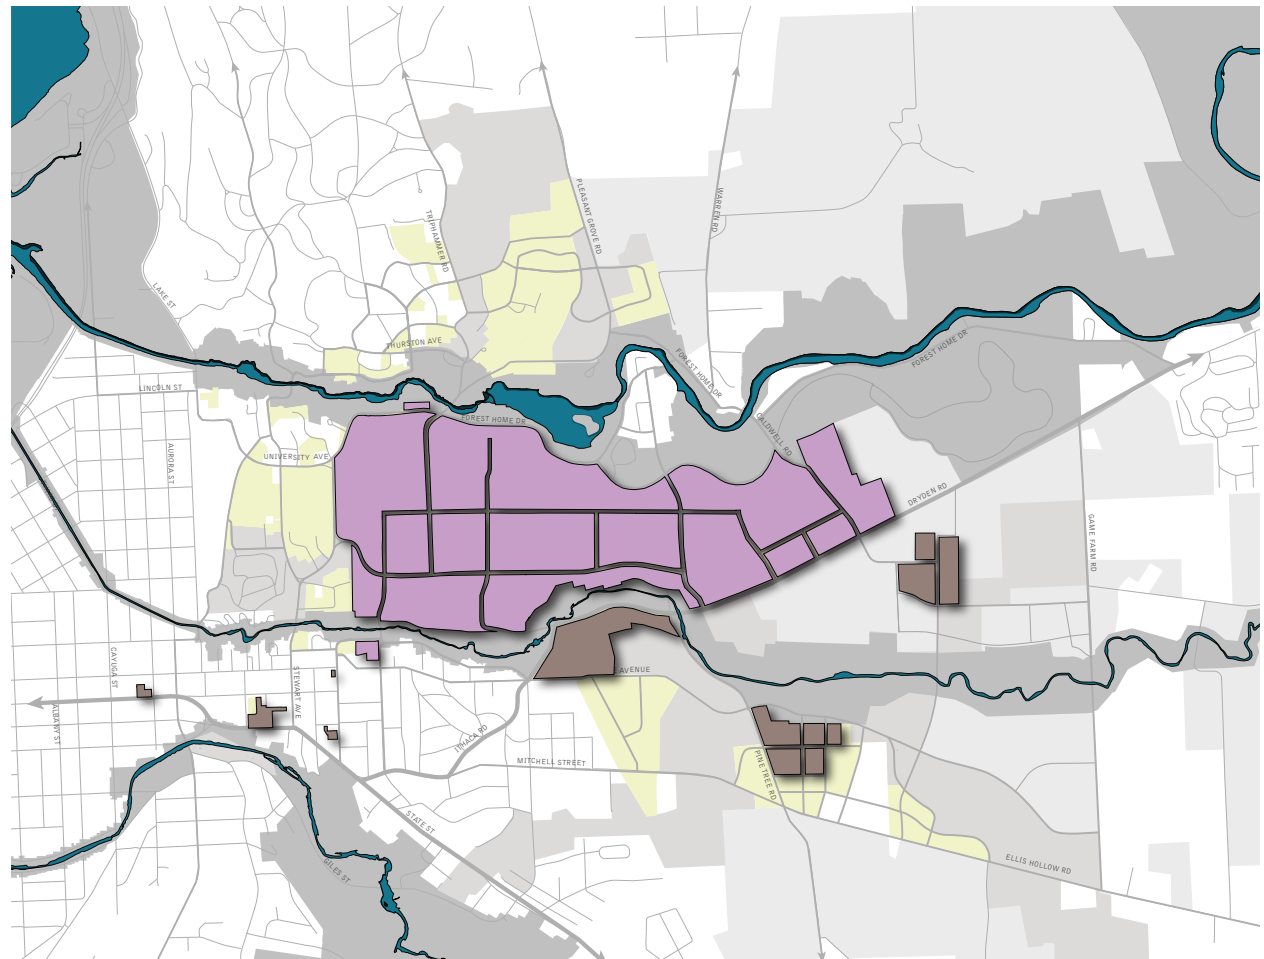 PLEASANT GROVE RD
WARREN RD
TRIPHAMMER RD
LAKE ST
THURSTON AVE
FOREST HOME DR
FOREST HOME DR
LINCOLN ST
FOREST HOME DR
CALDWELL RD
AURORA ST
UNIVERSITY AVE
DRYDEN RD
GAME FARM RD
CAYUGA ST
STEWART AVE
AVENUE
ALBANY ST
ITHACA RD
MITCHELL STREET
PINE TREE RD
STATE ST
GILES ST
ELLIS HOLLOW RD